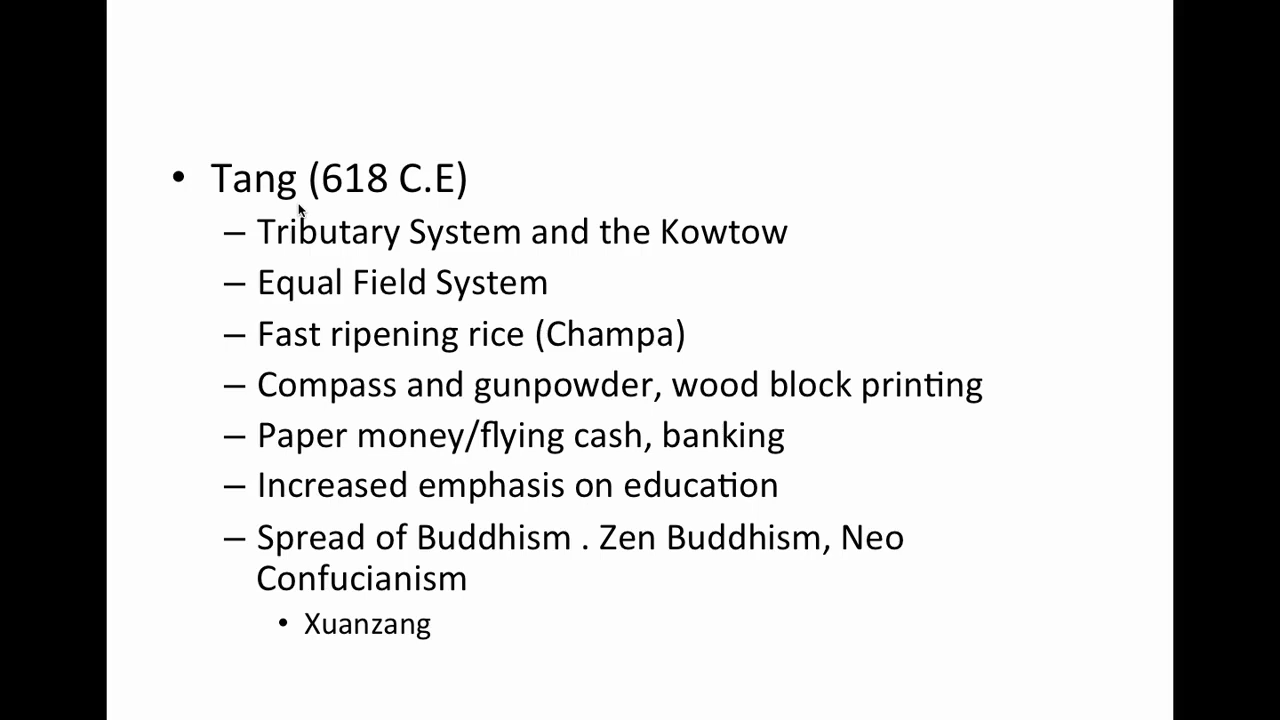 • Tang (618 C.E)
– Tributary System and the Kowtow
– Equal Field System
– Fast ripening rice (Champa)
– Compass and gunpowder, wood block printing
– Paper money/flying cash, banking
– Increased emphasis on education
– Spread of Buddhism . Zen Buddhism, Neo
Confucianism
• Xuanzang